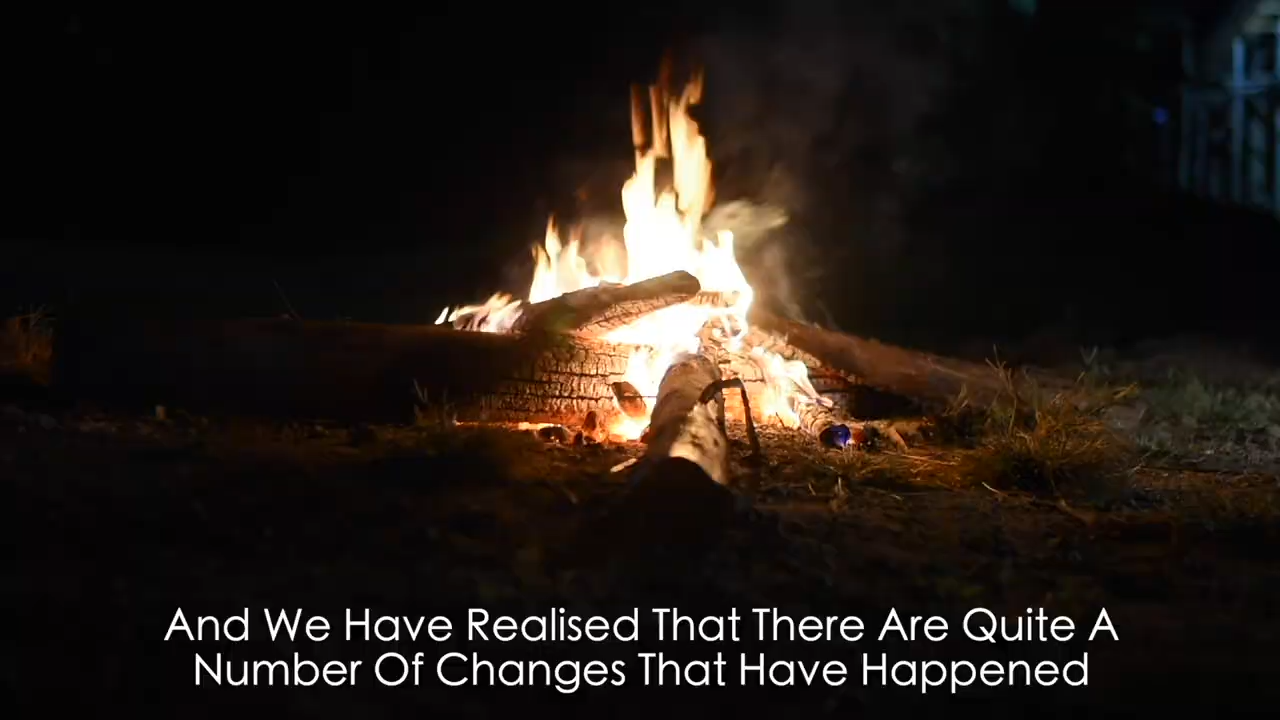 And We Have Realised That There Are Quite A
Number Of Changes That Have Happened